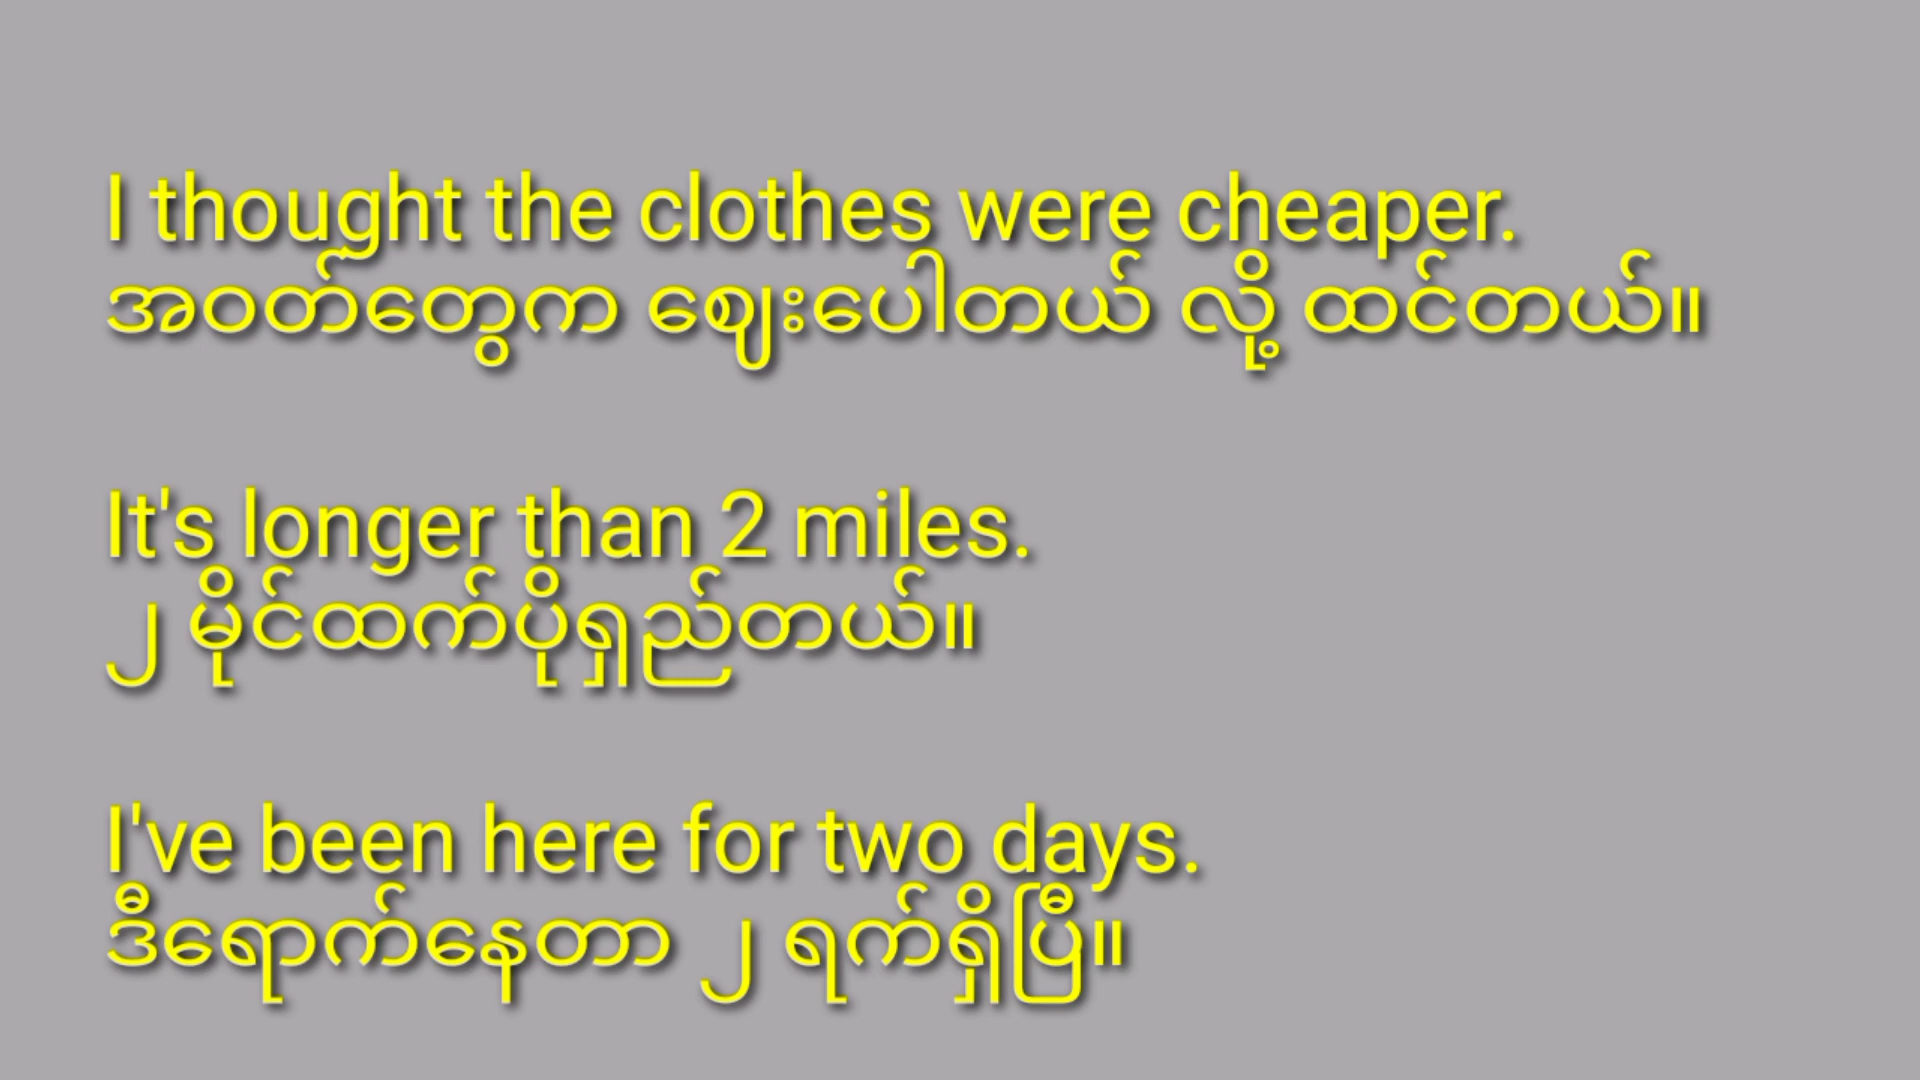 I thought the clothes were cheaper.
အဝတ်တွေက ဈေးပေါတယ် လို့ ထင်တယ်။
It's longer than 2 miles.
၂ မိုင်ထက်ပိုရှည်တယ်။
I've been here for two days.
ဒီရောက်နေတာ ၂ ရက်ရှိပြီ။